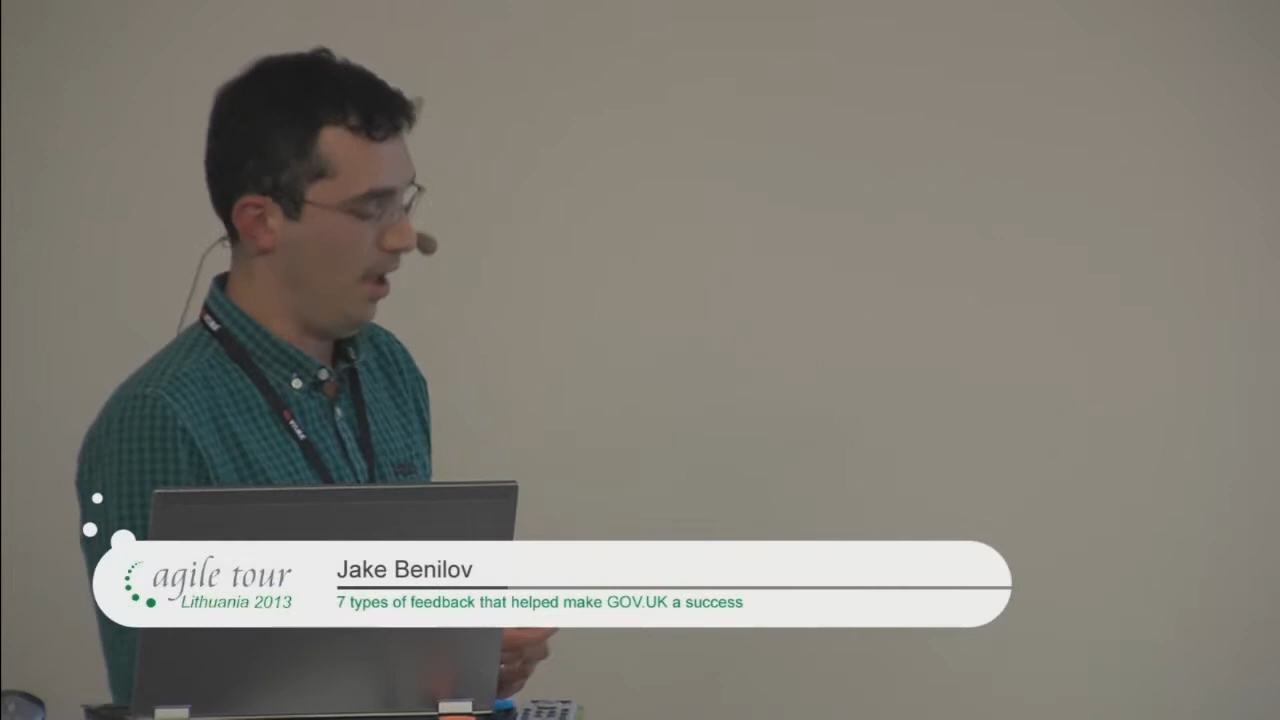 agile tour
Lithuania 2013
Jake Benilov
7 types of feedback that helped make GOV.UK a success